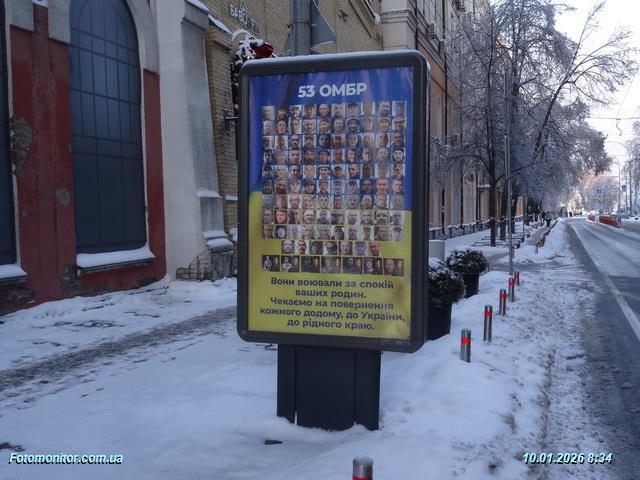 53 ОМБР
Вони воювали за спокій
ваших родин.
Чекаємо на повернення
кожного додому, до України,
до рідного краю.
Fotomonitor.com.ua
10.01.2026 8:34